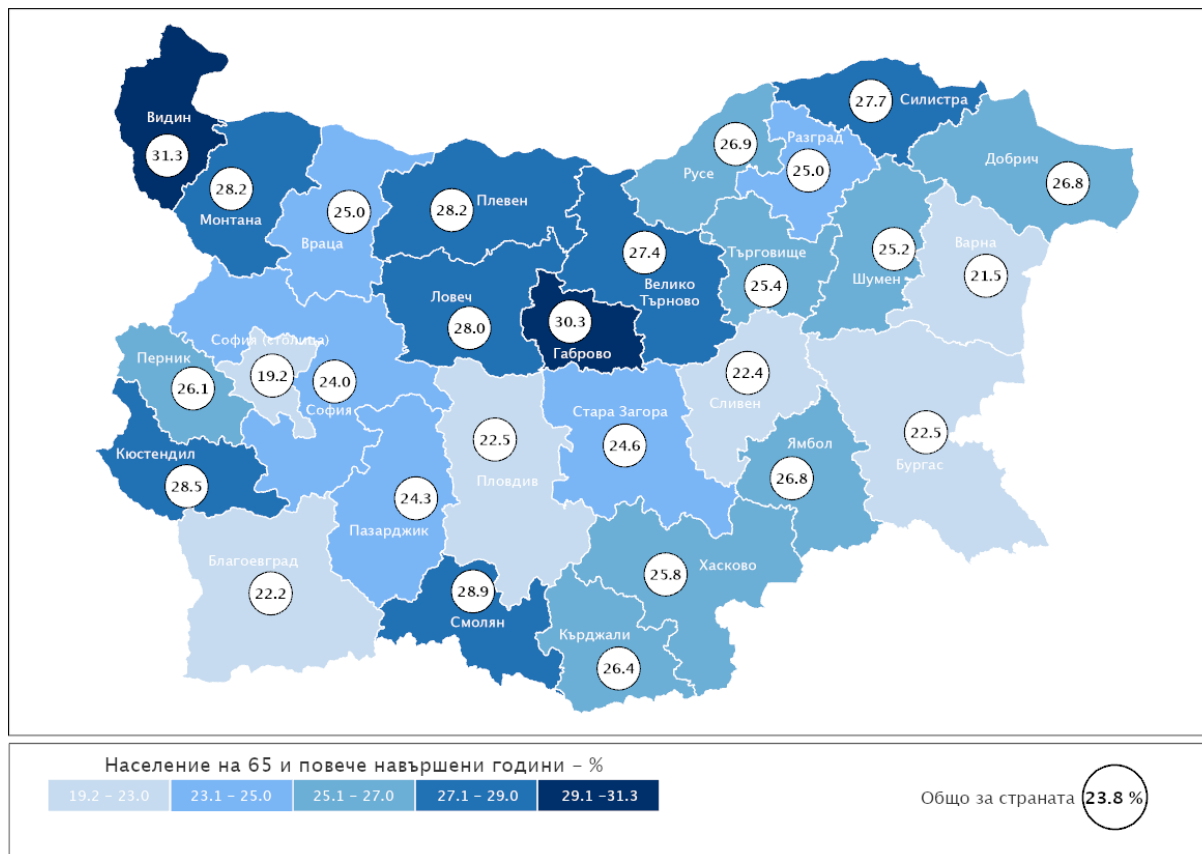 Видин
31.3
28.2
Монтана
25.0
Враца
28.2
Плевен
27.4
Велико
Търново
26.9
Русе
Разград
25.0
27.7
Силистра
Добрич
26.8
Търговище
25.4
25.2
Шумен
Варна
21.5
Ловеч
28.0
30.3
Габрово
София (столица)
19.2
24.0
София
Перник
26.1
Кюстендил
28.5
22.5
Пловдив
Стара Загора
24.6
22.4
Сливен
Ямбол
26.8
22.5
Бургас
24.3
Пазарджик
Благоевград
22.2
28.9
Смолян
25.8
Хасково
Кърджали
26.4
Население на 65 и повече навършени години – %
19.2 – 23.0
23.1 – 25.0
25.1 – 27.0
27.1 – 29.0
29.1 –31.3
Общо за страната 23.8 %